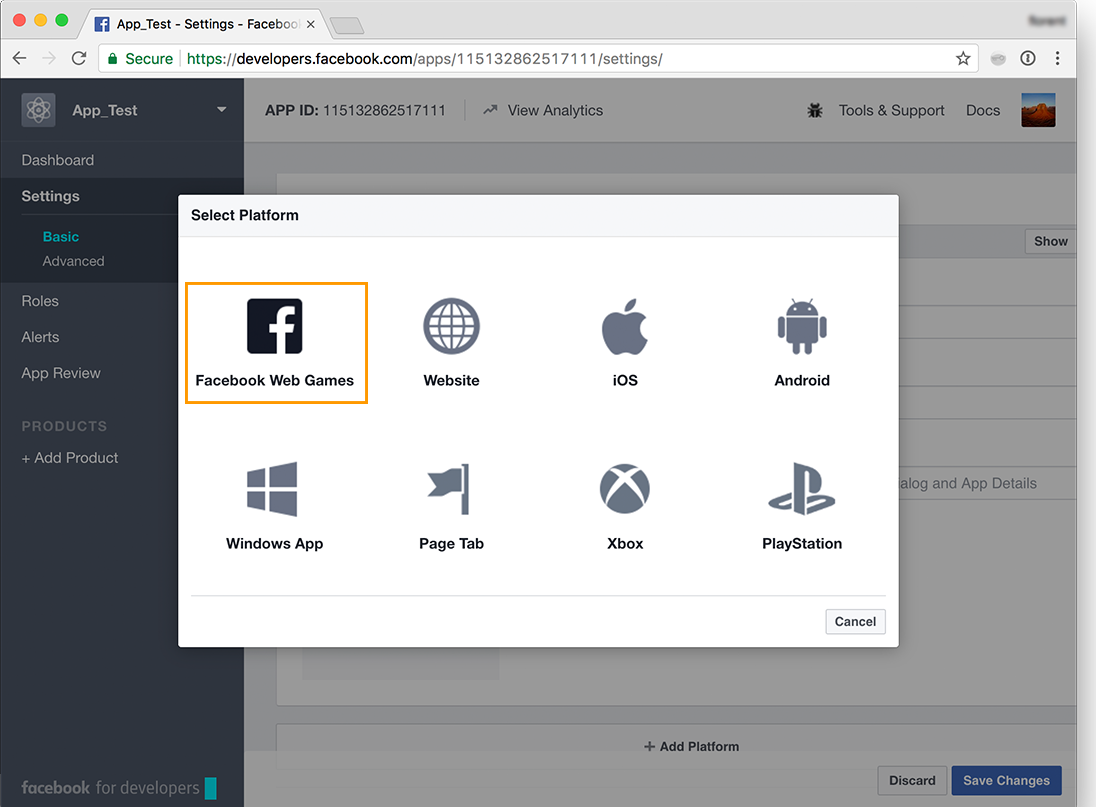 App_Test - Settings - Facebook
Secure https://developers.facebook.com/apps/115132862517111/settings/
App_Test
APP ID: 115132862517111 View Analytics Tools & Support Docs
Dashboard
Settings
Basic
Advanced
Roles
Alerts
App Review
PRODUCTS
+ Add Product
Select Platform
Show
Facebook Web Games Website iOS Android
alog and App Details
Windows App Page Tab Xbox PlayStation
Cancel
+ Add Platform
facebook for developers
Discard Save Changes